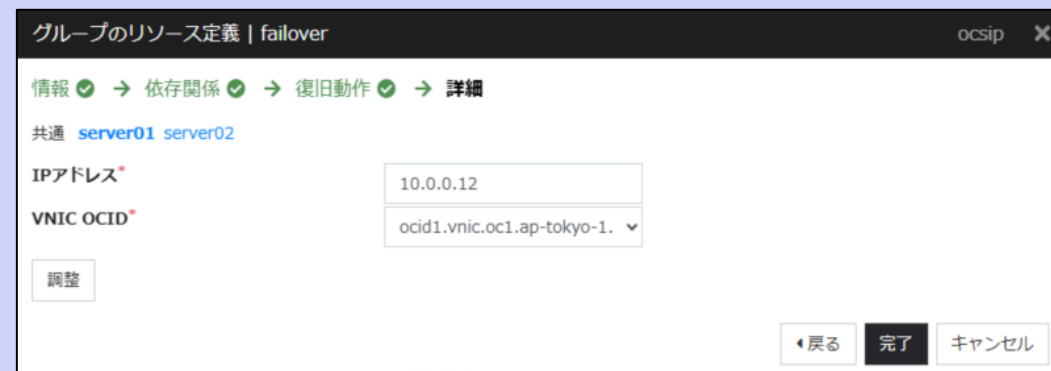 グループのリソース定義 | failover ocsip ×
情報 → 依存関係 → 復旧動作 → 詳細
共通 server01 server02
IPアドレス*
10.0.0.12
VNIC OCID*
ocid1.vnic.oc1.ap-tokyo-1.
調整
戻る 完了 キャンセル